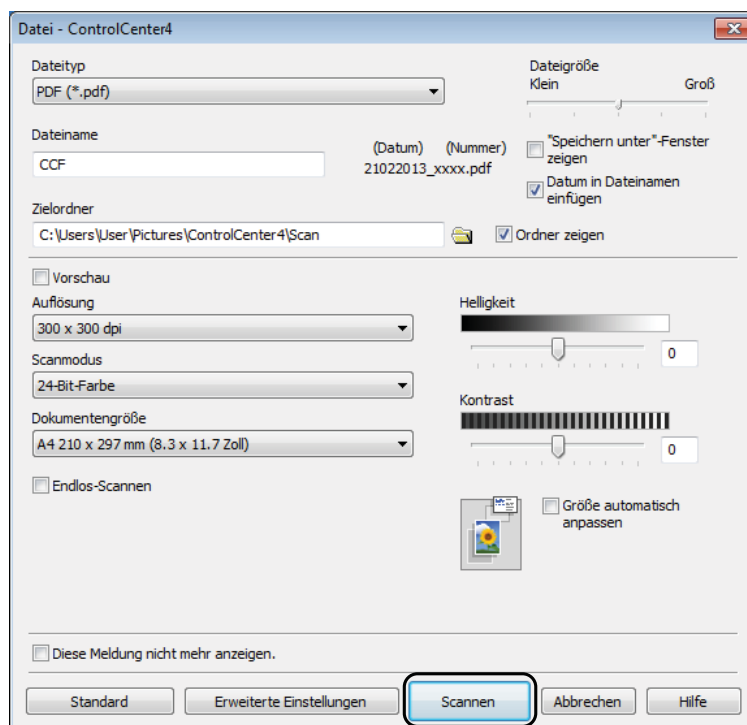 Datei - ControlCenter4
Dateityp
PDF (*.pdf)
Dateigröße
Klein Groß
Dateiname
CCF
(Datum) (Nummer)
21022013_xxxx.pdf
"Speichern unter"-Fenster
zeigen
Datum in Dateinamen
einfügen
Zielordner
C:\Users\User\Pictures\ControlCenter4\Scan
Ordner zeigen
Vorschau
Auflösung
300 x 300 dpi
Scanmodus
24-Bit-Farbe
Dokumentengröße
A4 210 x 297 mm (8.3 x 11.7 Zoll)
Endlos-Scannen
Helligkeit
0
Kontrast
0
Größe automatisch
anpassen
Diese Meldung nicht mehr anzeigen.
Standard Erweiterte Einstellungen Scannen Abbrechen Hilfe